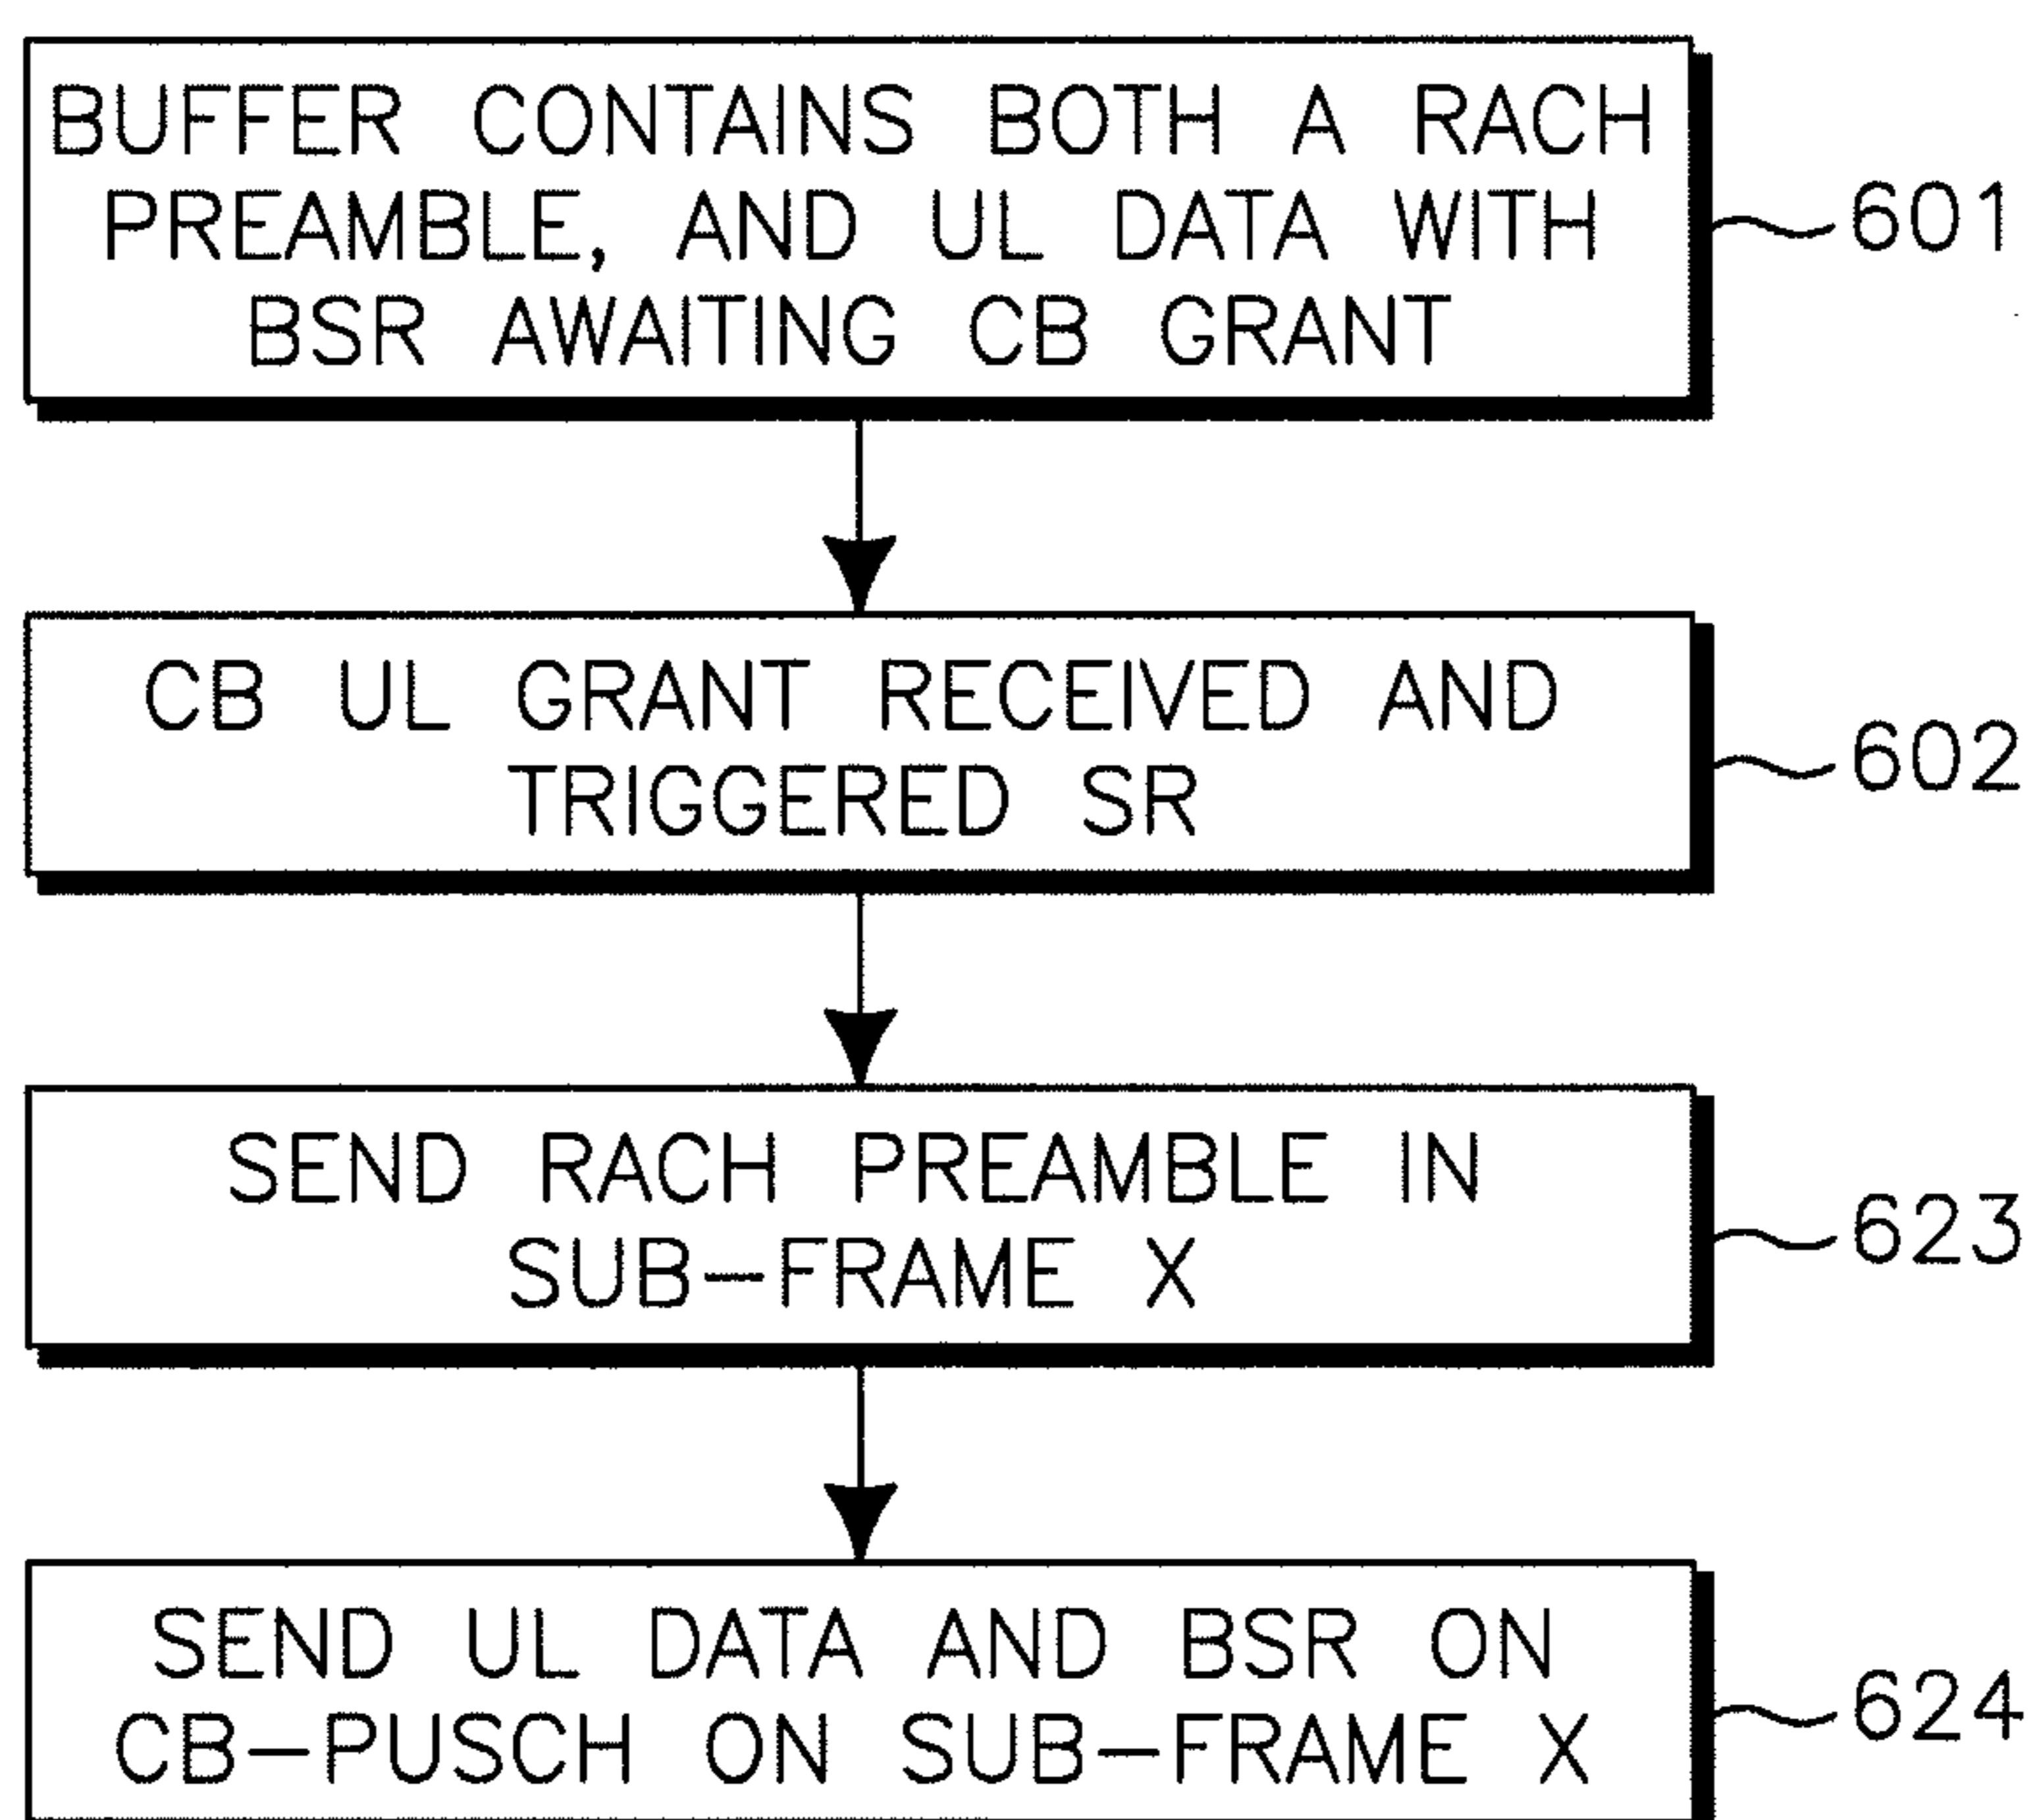 BUFFER CONTAINS BOTH A RACH
PREAMBLE, AND UL DATA WITH
BSR AWAITING CB GRANT
601
CB UL GRANT RECEIVED AND
TRIGGERED SR
602
SEND RACH PREAMBLE IN
SUB-FRAME X
623
SEND UL DATA AND BSR ON
CB-PUSCH ON SUB-FRAME X
624